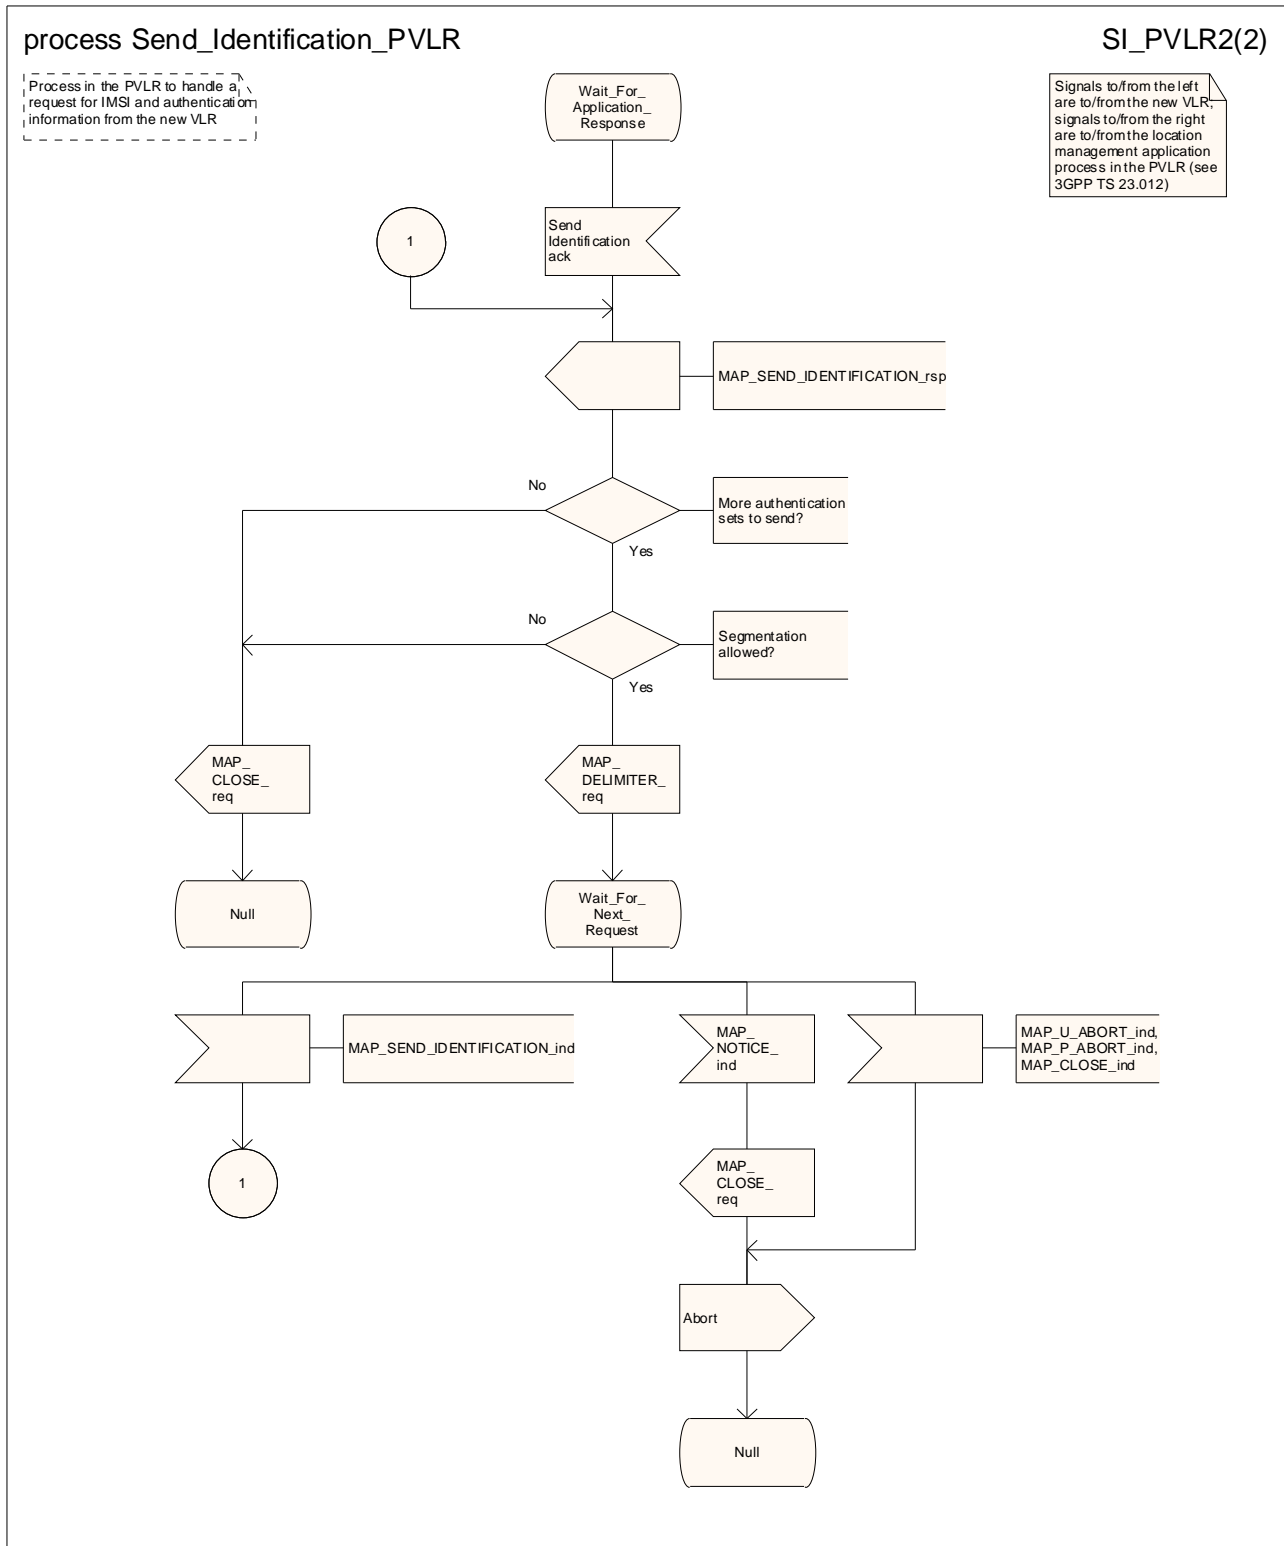 process Send_Identification_PVLR
SI_PVLR2(2)
Process in the PVLR to handle a
request for IMSI and authentication
information from the new VLR
Signals to/from the left
are to/from the new VLR;
signals to/from the right
are to/from the location
management application
process in the PVLR (see
3GPP TS 23.012)
Wait_For_
Application_
Response
1
Send
Identification
ack
MAP_SEND_IDENTIFICATION_rsp
No
More authentication
sets to send?
Yes
No
Segmentation
allowed?
Yes
MAP_
CLOSE_
req
MAP_
DELIMITER_
req
Null
Wait_For_
Next_
Request
MAP_SEND_IDENTIFICATION_ind
MAP_
NOTICE_
ind
MAP_U_ABORT_ind,
MAP_P_ABORT_ind,
MAP_CLOSE_ind
1
MAP_
CLOSE_
req
Abort
Null